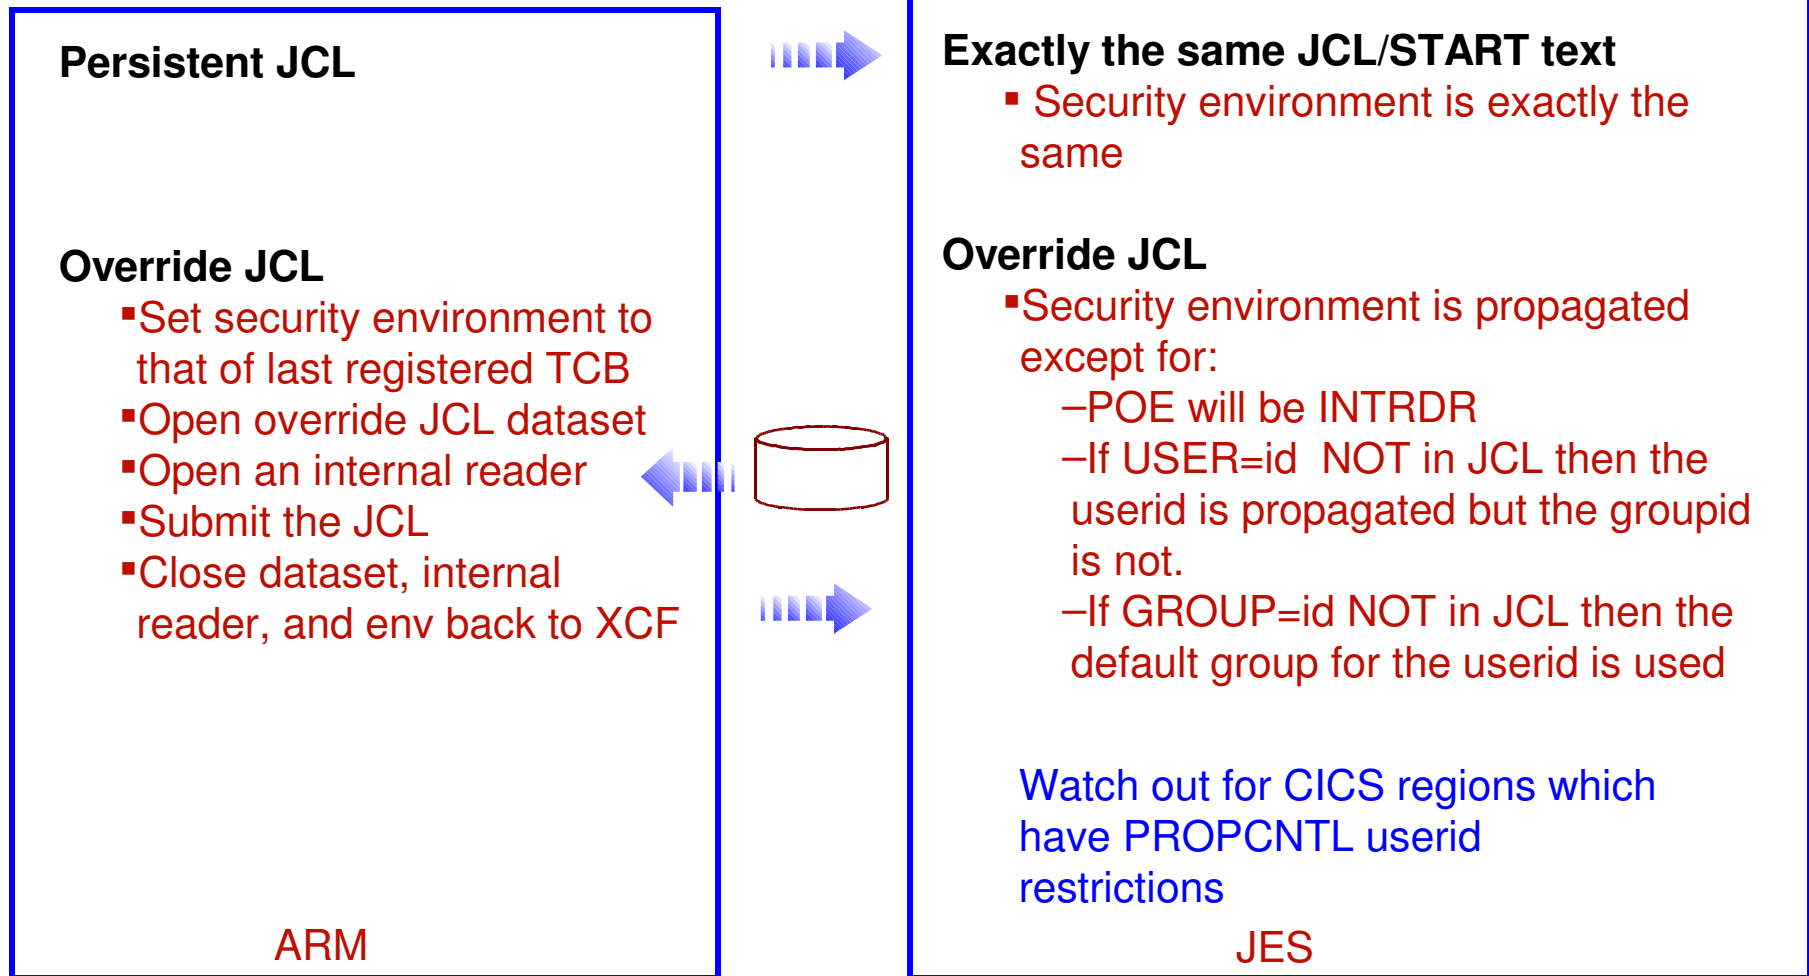 Persistent JCL
Override JCL
▪Set security environment to
that of last registered TCB
▪Open override JCL dataset
▪Open an internal reader
▪Submit the JCL
▪Close dataset, internal
reader, and env back to XCF
ARM
Exactly the same JCL/START text
▪ Security environment is exactly the
same
Override JCL
▪Security environment is propagated
except for:
–POE will be INTRDR
–If USER=id  NOT in JCL then the
userid is propagated but the groupid
is not.
–If GROUP=id NOT in JCL then the
default group for the userid is used
Watch out for CICS regions which
have PROPCNTL userid
restrictions
JES